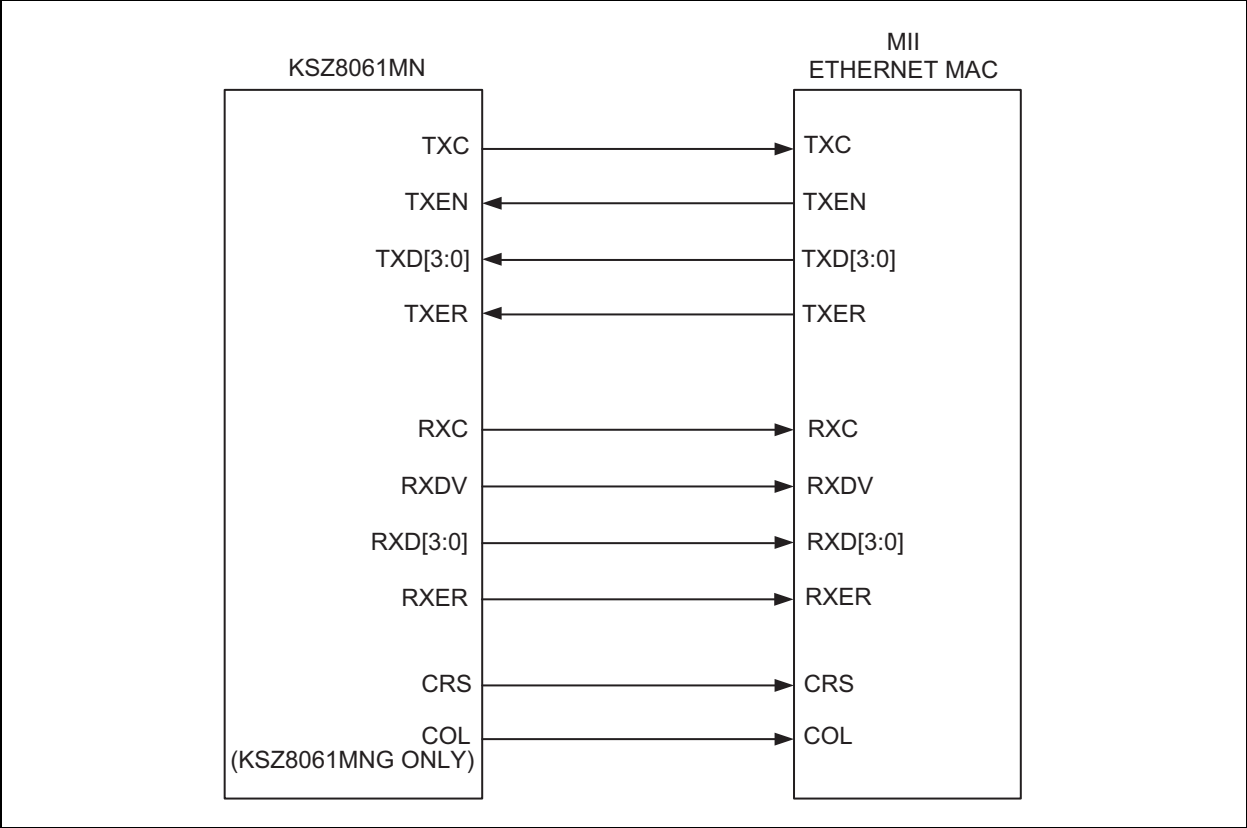 KSZ8061MN
MII
ETHERNET MAC
TXC
TXC
TXEN
TXEN
TXD[3:0]
TXD[3:0]
TXER
TXER
RXC
RXC
RXDV
RXDV
RXD[3:0]
RXD[3:0]
RXER
RXER
CRS
CRS
COL
COL
(KSZ8061MNG ONLY)